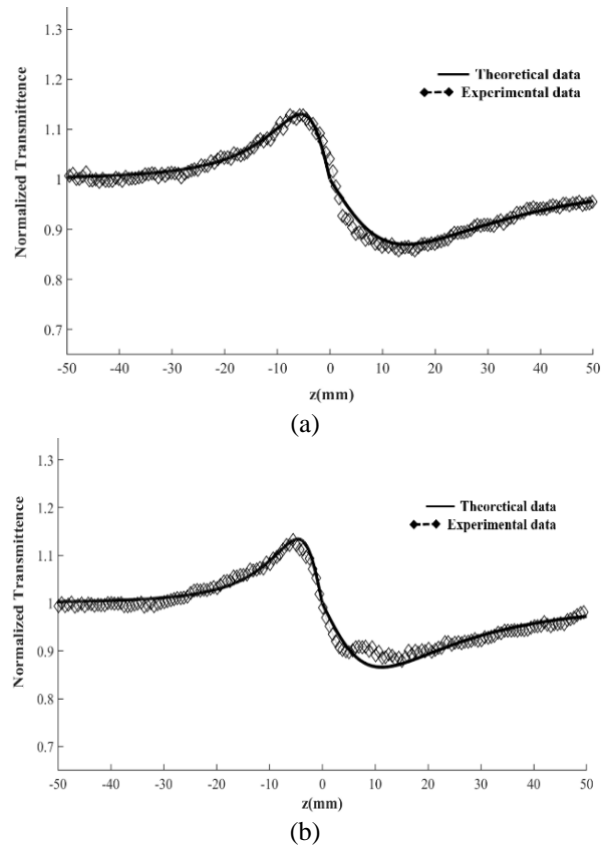 1.3
Theoretical data
Experimental data
1.2
1.1
1
0.9
0.8
0.7
Normalized Transmittence
-50 -40 -30 -20 -10 0 10 20 30 40 50
z(mm)
(a)
1.3
Theoretical data
Experimental data
1.2
1.1
1
0.9
0.8
0.7
Normalized Transmittence
-50 -40 -30 -20 -10 0 10 20 30 40 50
z(mm)
(b)